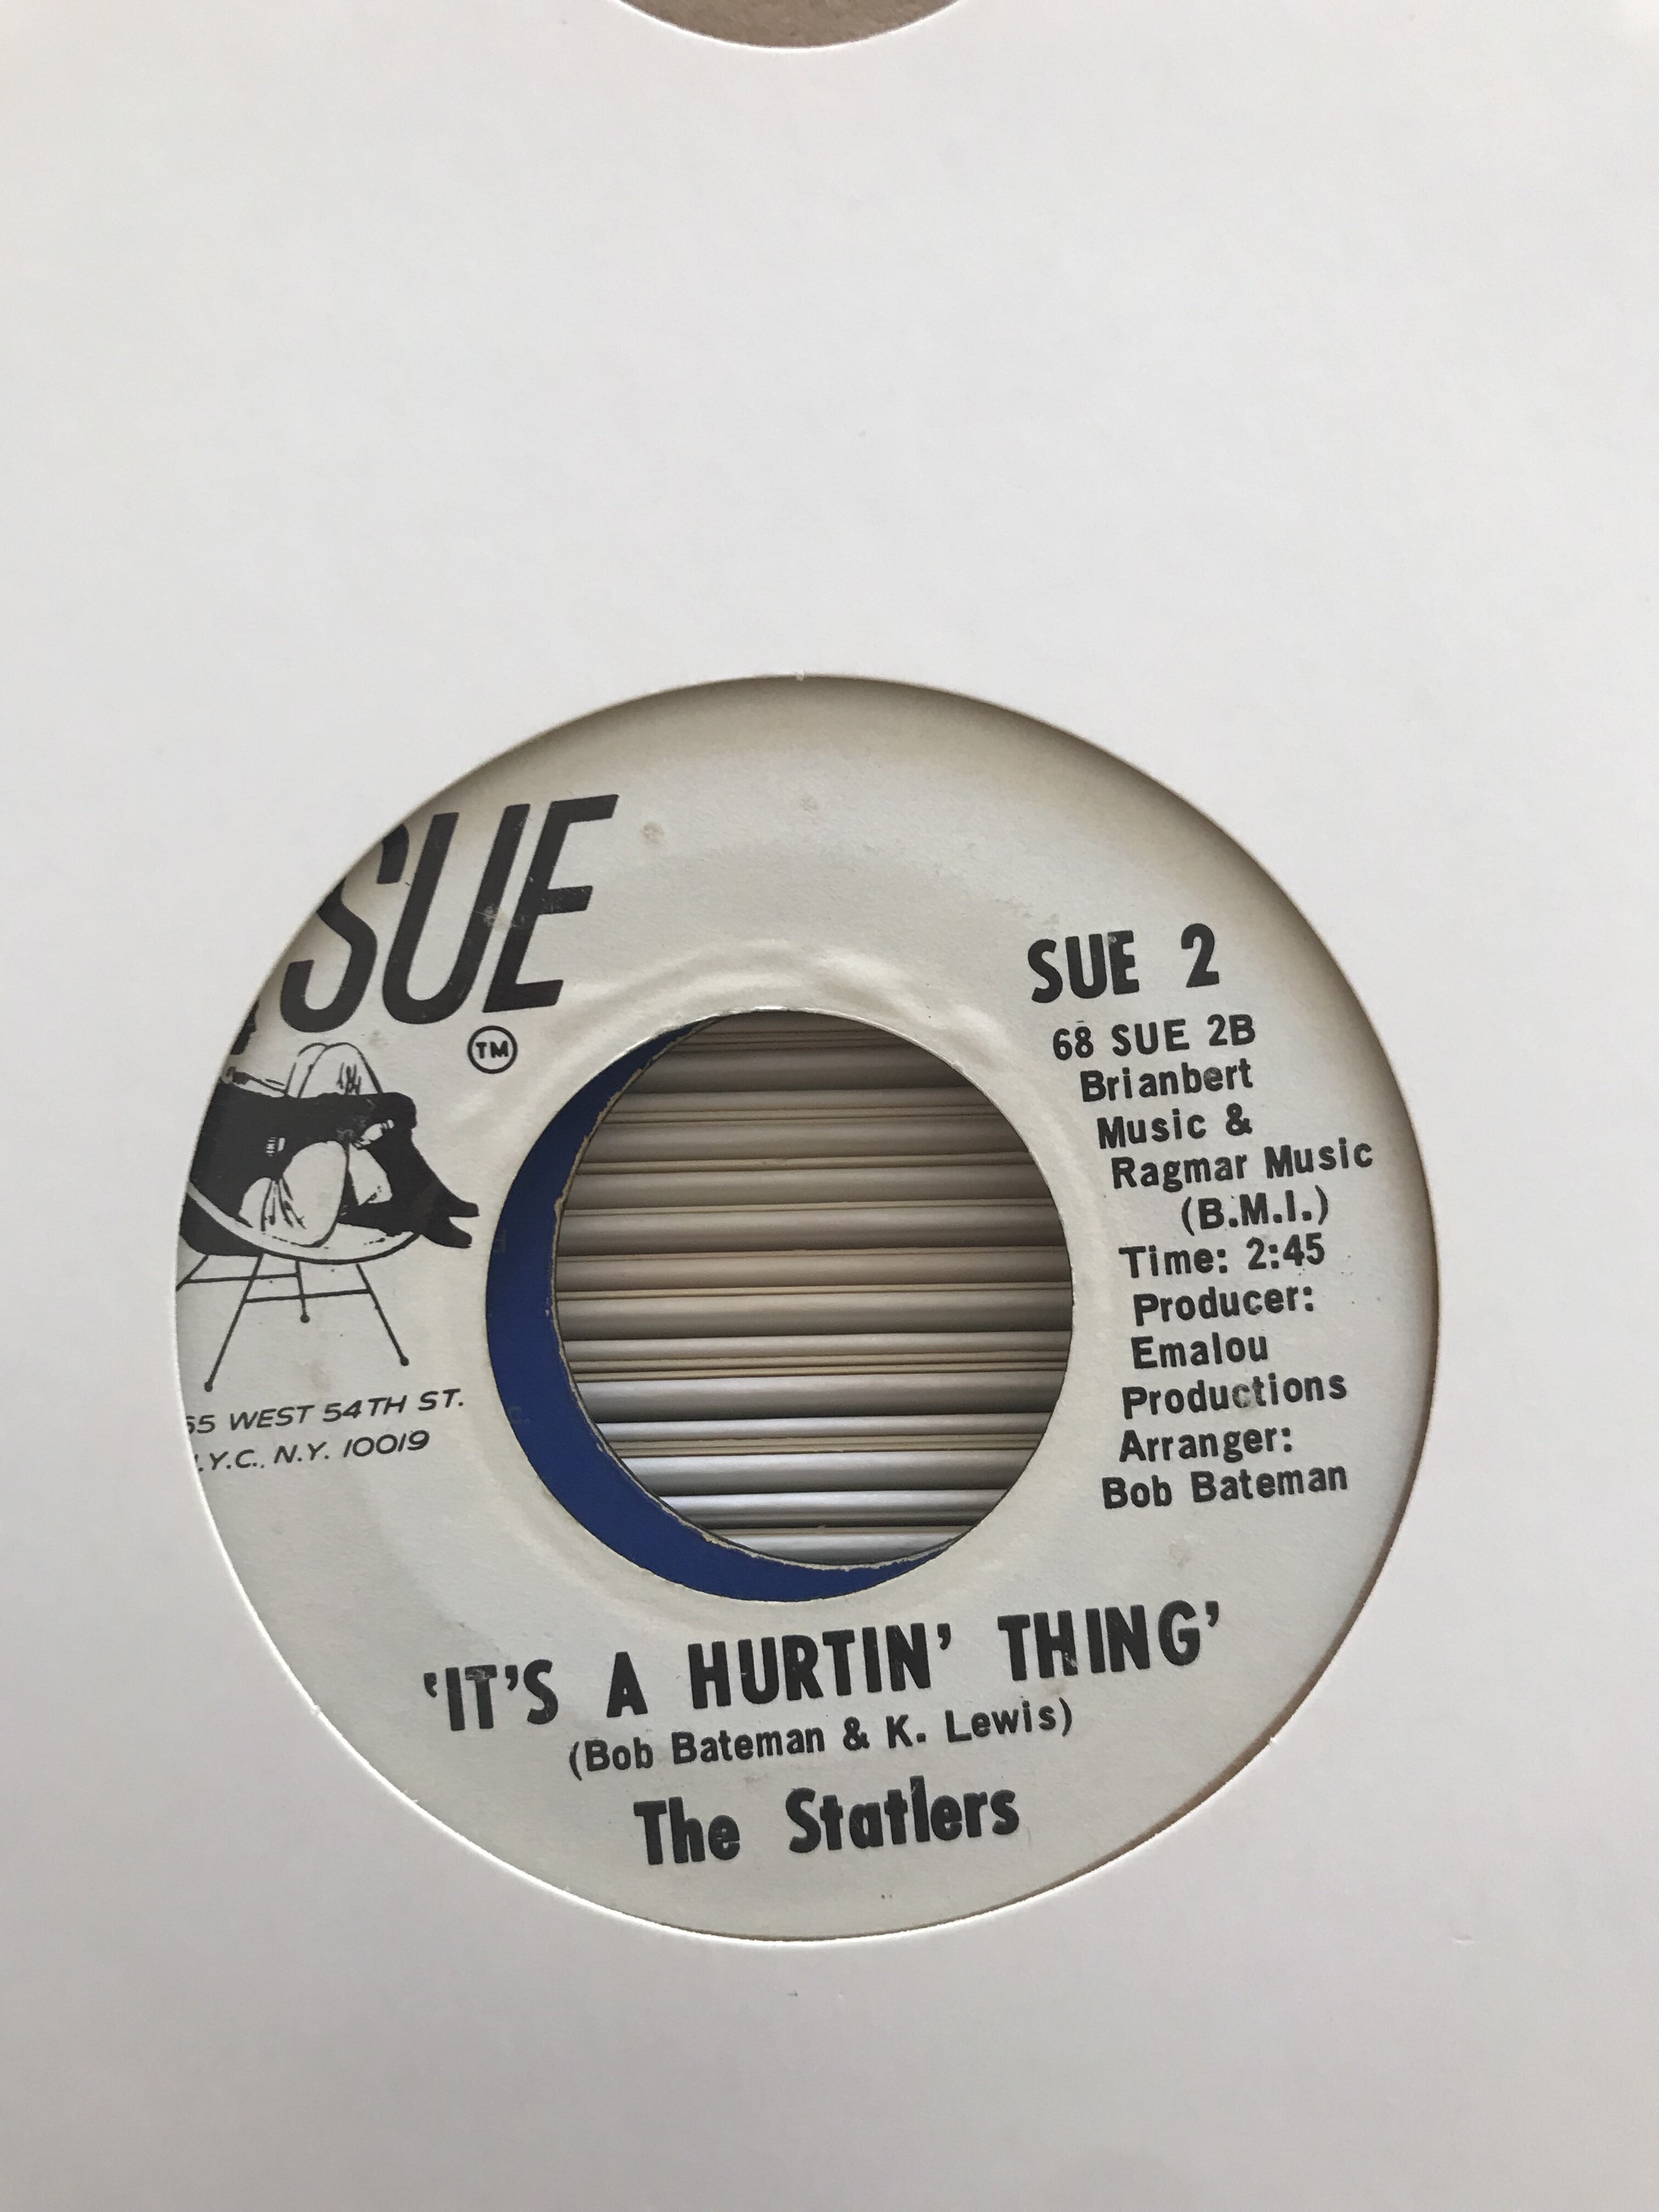 SUE
TM
SUE 2
68 SUE 2B
Brianbert
Music &
Ragmar Music
(B.M.I.)
Time: 2:45
Producer:
Emalou
Productions
Arranger:
Bob Bateman
65 WEST 54TH ST.
.Y.C., N.Y. 10019
'IT'S A HURTIN' THING'
(Bob Bateman & K. Lewis)
The Statlers